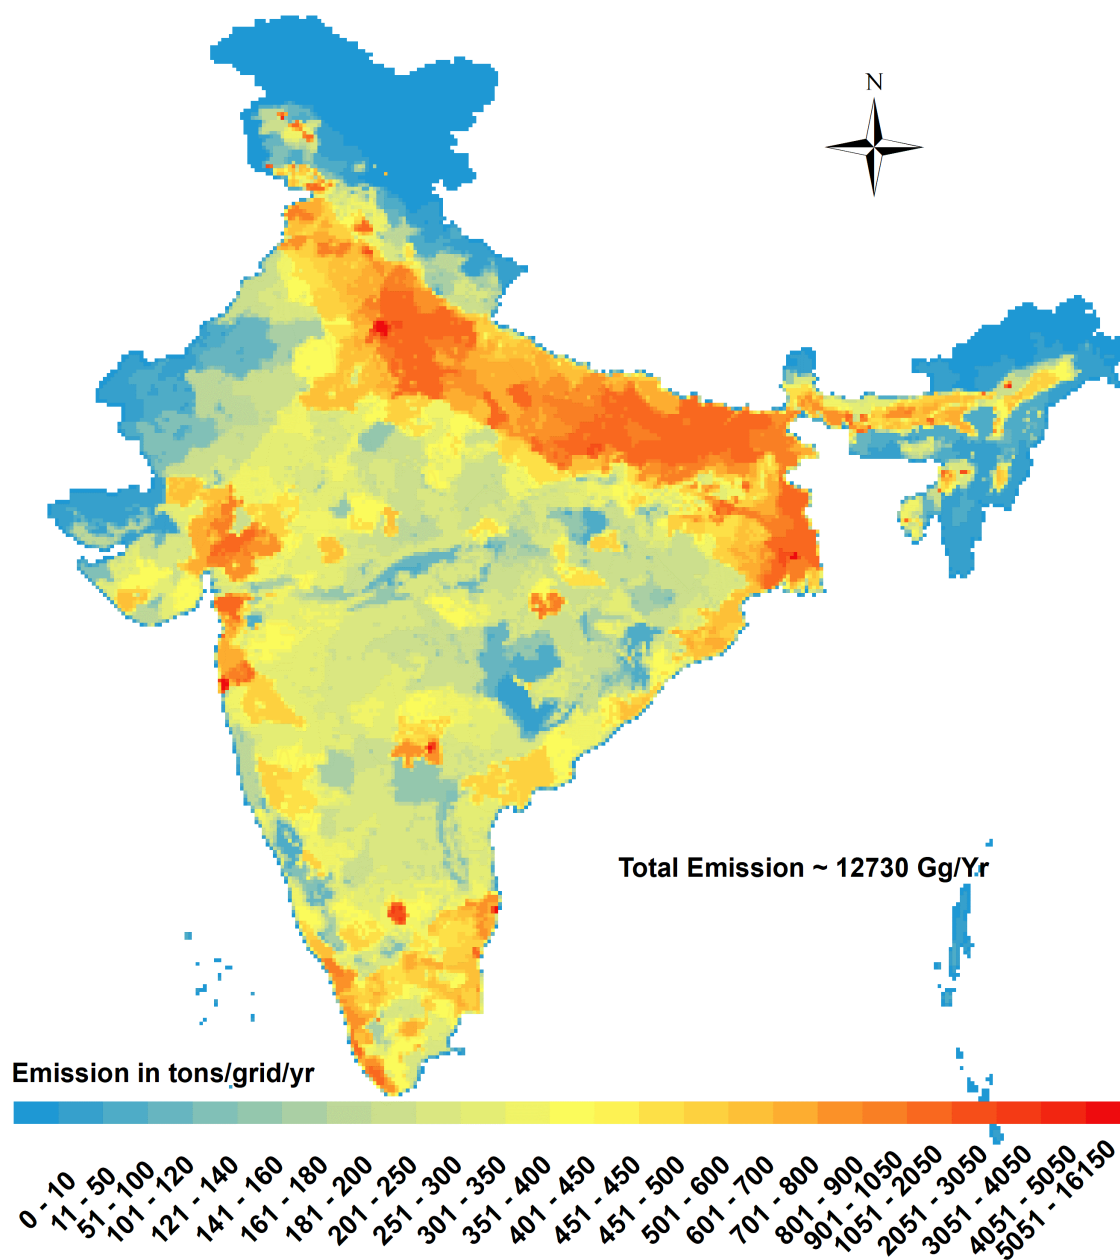 N
Total Emission ~ 12730 Gg/Yr
Emission in tons/grid/yr
0 - 10
11 - 50
51 - 100
101 - 120
121 - 140
141 - 160
161 - 180
181 - 200
201 - 250
251 - 300
301 - 350
351 - 400
401 - 450
451 - 450
451 - 500
501 - 600
601 - 700
701 - 800
801 - 900
901 - 1050
1051 - 2050
2051 - 3050
3051 - 4050
4051 - 5050
5051 - 16150